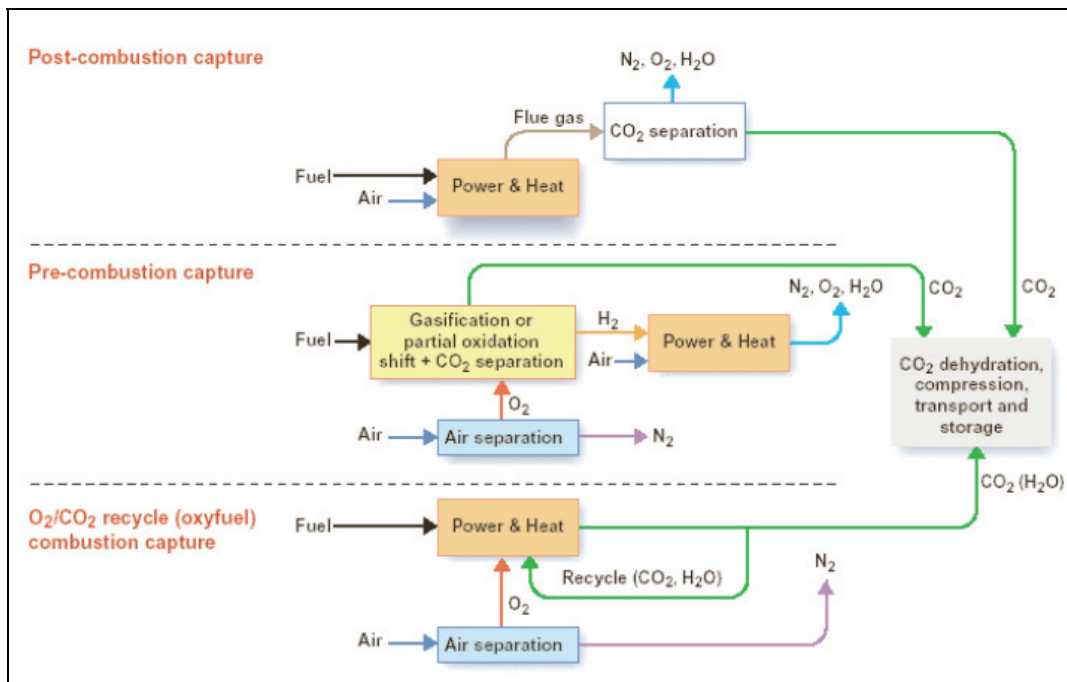 Post-combustion capture
N2, O2, H2O
Flue gas
CO2 separation
Fuel
Air
Power & Heat
Pre-combustion capture
N2, O2, H2O
CO2
CO2
Gasification or
partial oxidation
shift + CO2 separation
H2
Fuel
Air
Power & Heat
CO2 dehydration,
compression,
transport and
storage
O2
Air
Air separation
N2
CO2 (H2O)
O2/CO2 recycle (oxyfuel)
combustion capture
Fuel
Power & Heat
Recycle (CO2, H2O)
N2
O2
Air
Air separation